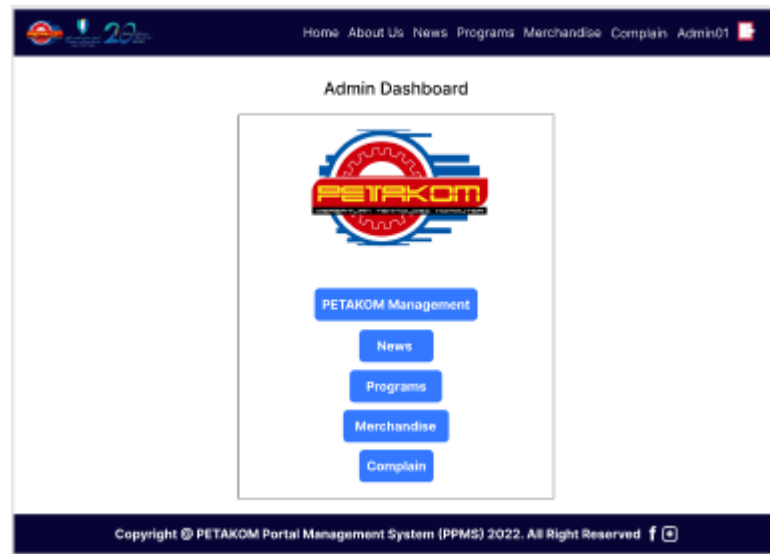 Home About Us News Programs Merchandise Complain Admin01
Admin Dashboard
PETAKOM
PETAKOM Management
News
Programs
Merchandise
Complain
Copyright @ PETAKOM Portal Management System (PPMS) 2022. All Right Reserved